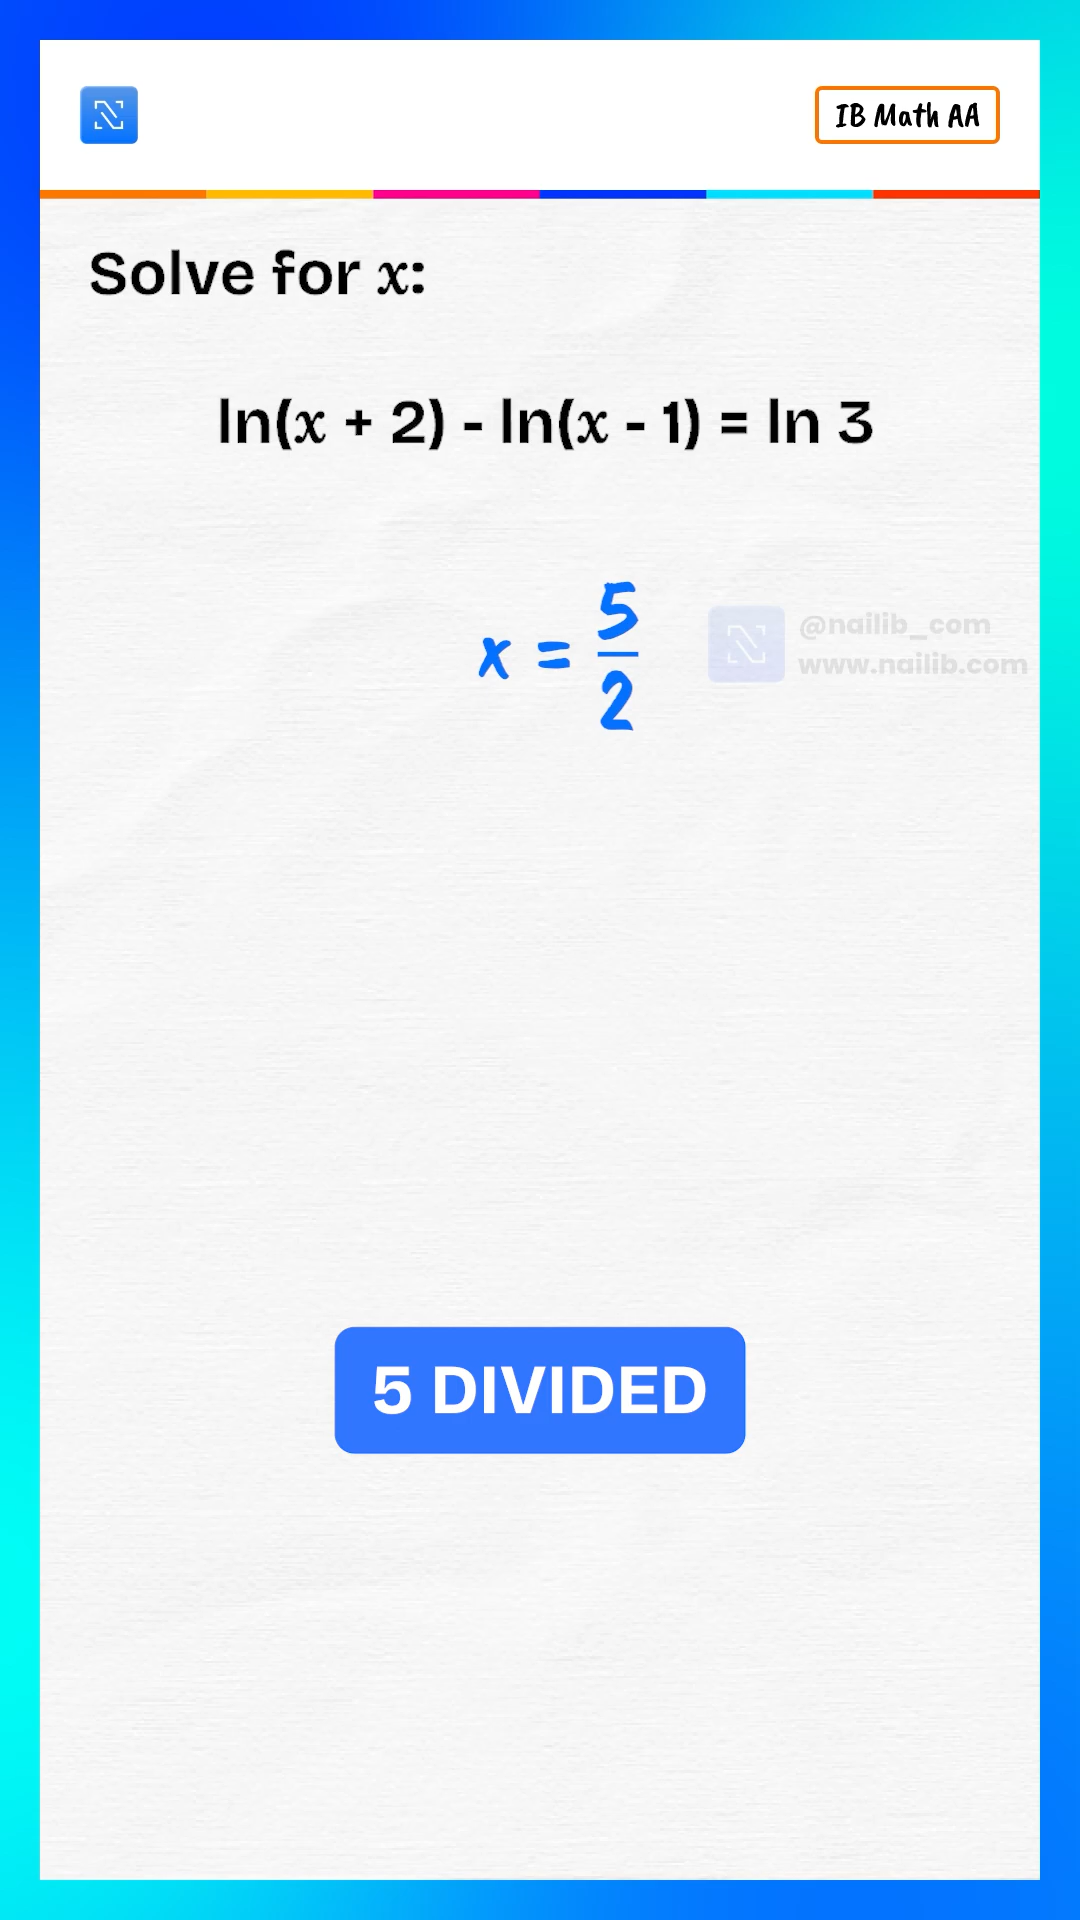 IB Math AA
Solve for x:
ln(x + 2) - ln(x - 1) = ln 3
x = 5/2
@nailib_com
www.nailib.com
5 DIVIDED